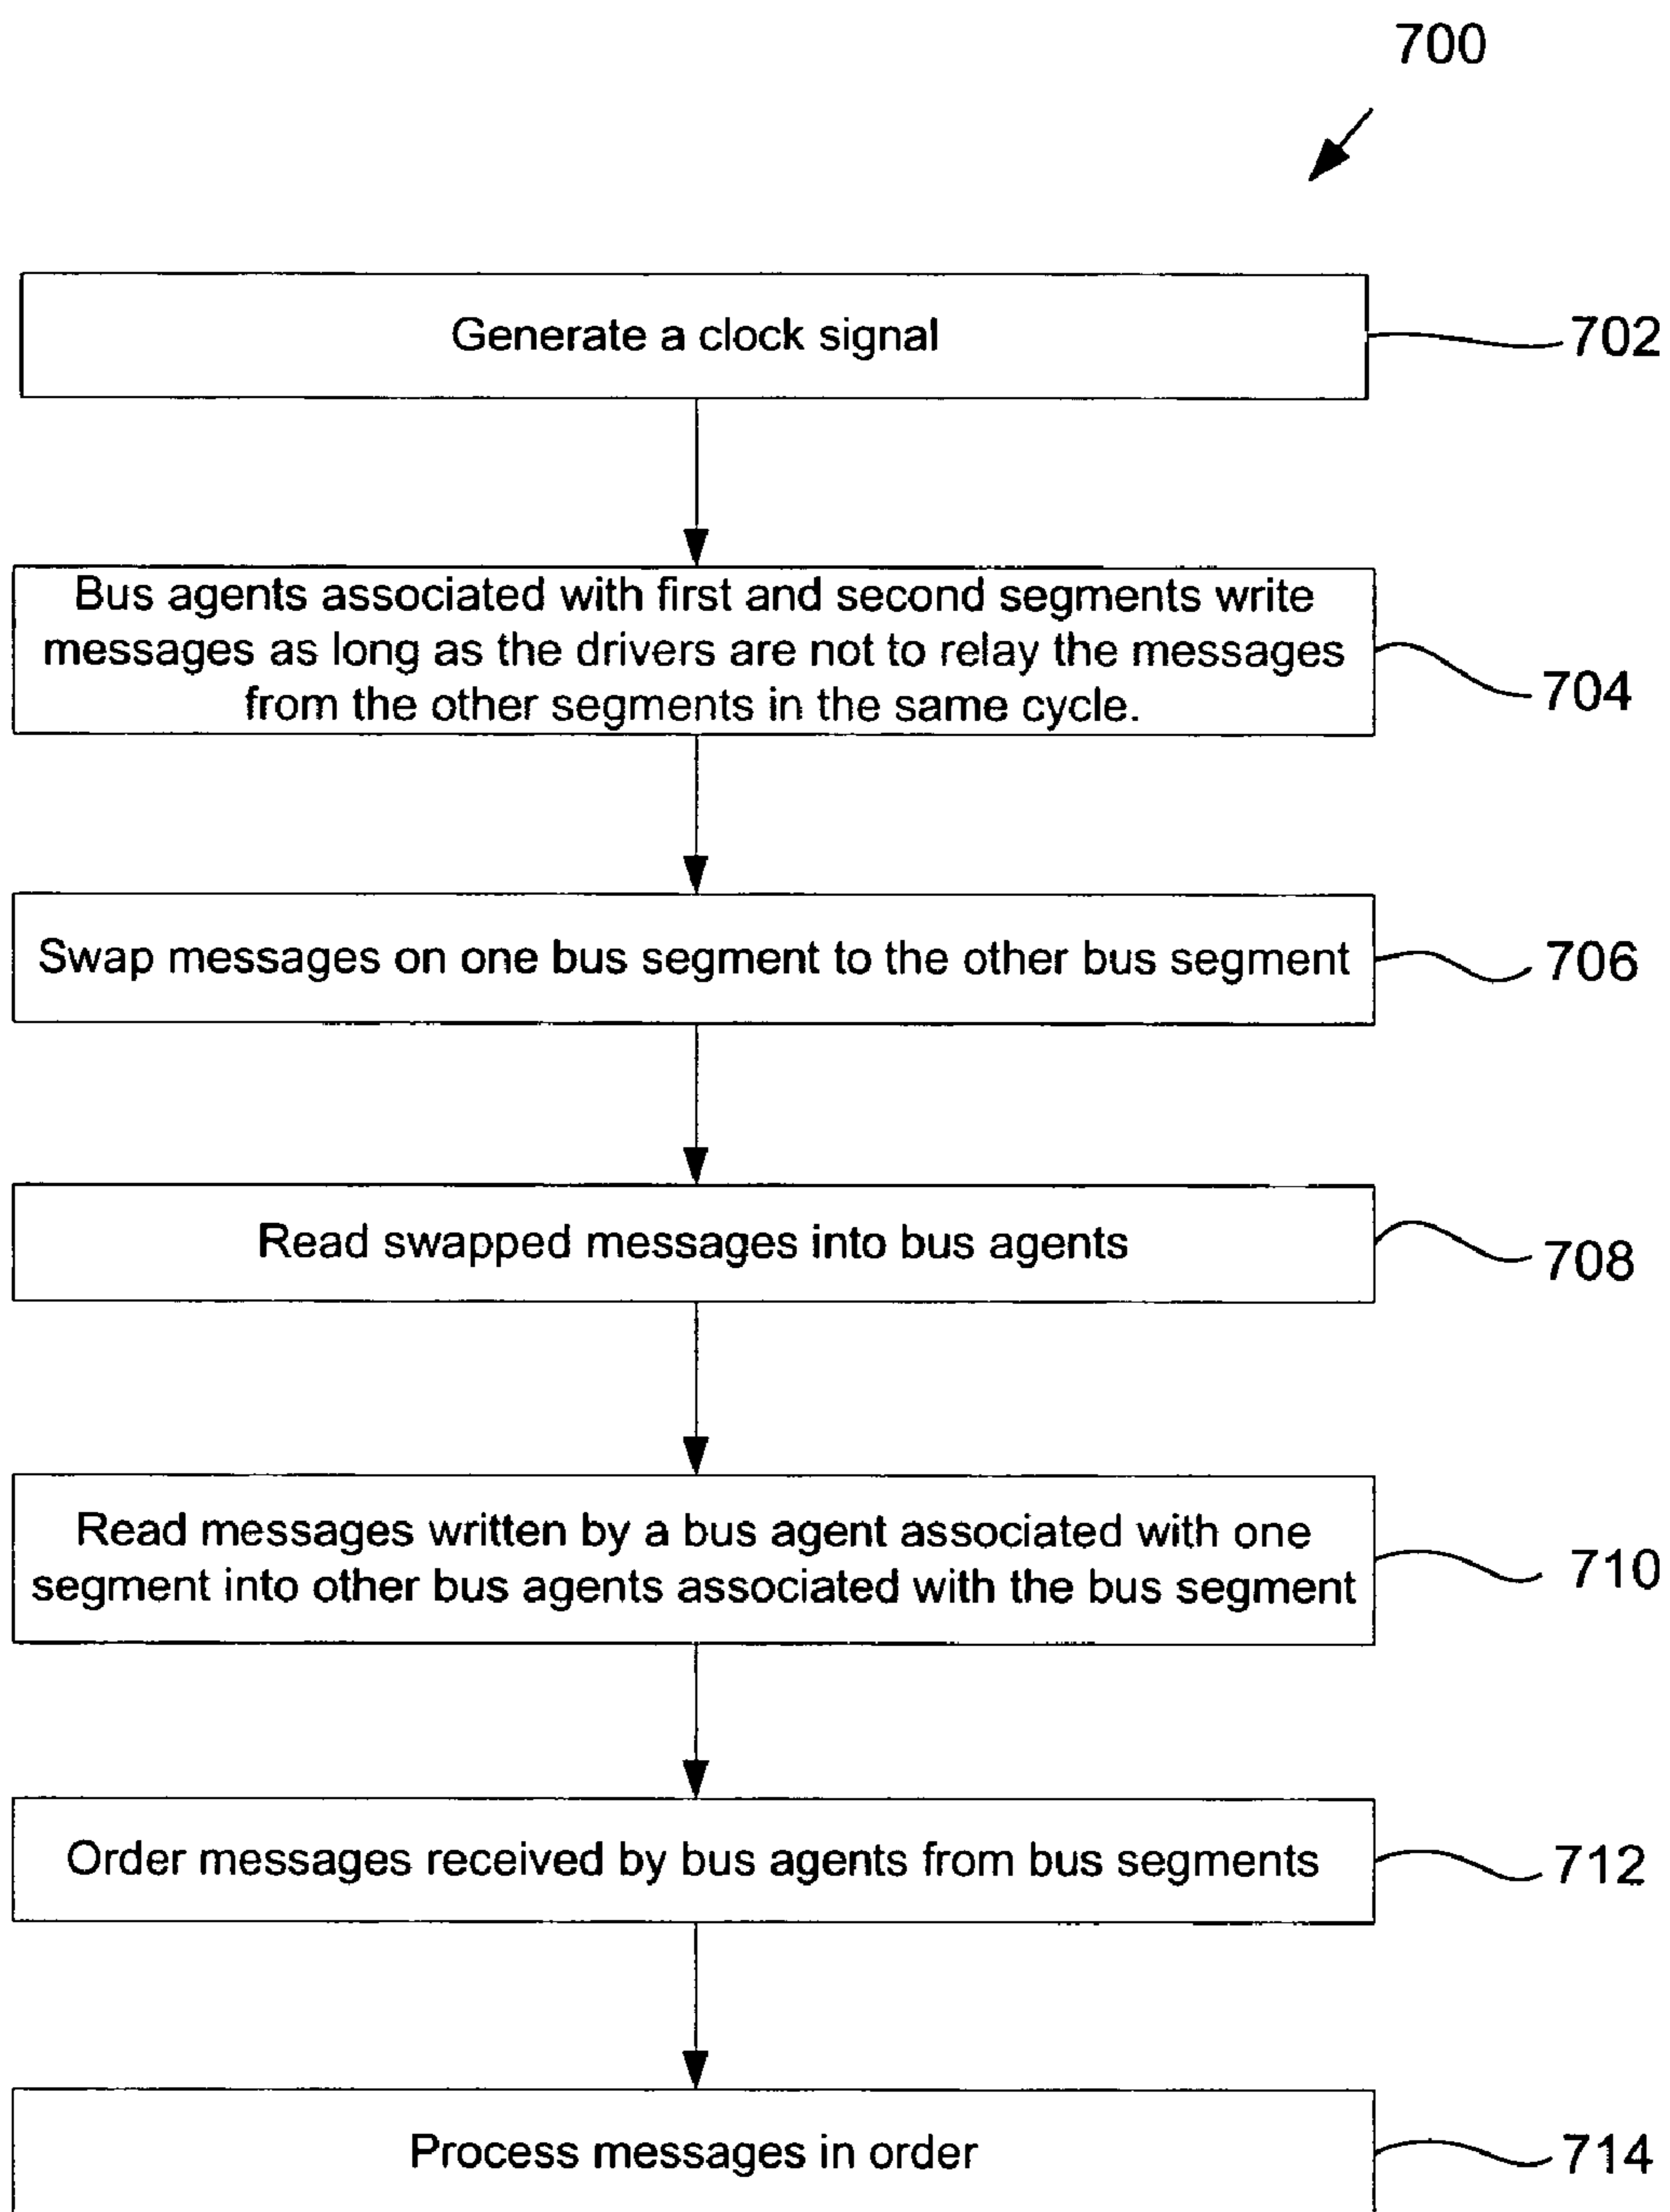 700
Generate a clock signal
702
Bus agents associated with first and second segments write
messages as long as the drivers are not to relay the messages
from the other segments in the same cycle.
704
Swap messages on one bus segment to the other bus segment
706
Read swapped messages into bus agents
708
Read messages written by a bus agent associated with one
segment into other bus agents associated with the bus segment
710
Order messages received by bus agents from bus segments
712
Process messages in order
714